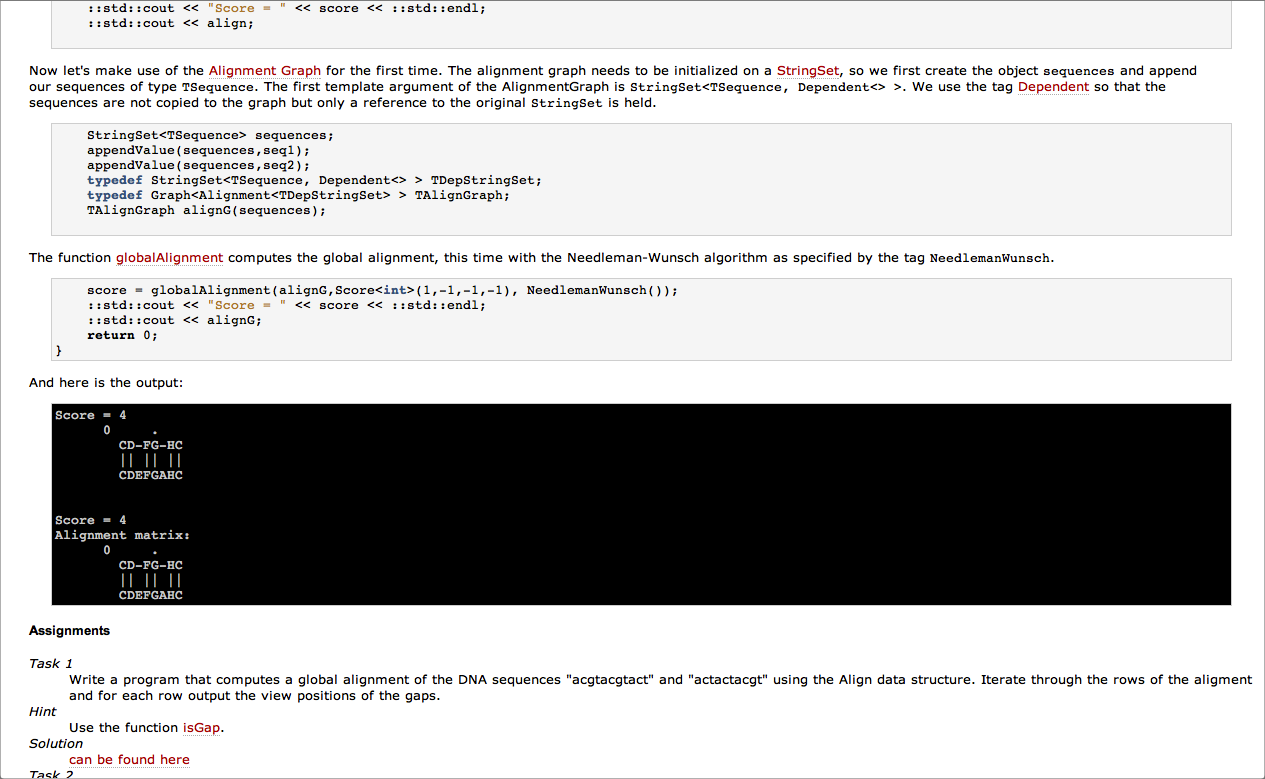 ::std::cout << "Score = " << score << ::std::endl;
::std::cout << align;
Now let's make use of the Alignment Graph for the first time. The alignment graph needs to be initialized on a StringSet, so we first create the object sequences and append
our sequences of type TSequence. The first template argument of the AlignmentGraph is StringSet<TSequence, Dependent<> >. We use the tag Dependent so that the
sequences are not copied to the graph but only a reference to the original StringSet is held.
StringSet<TSequence> sequences;
appendValue(sequences,seq1);
appendValue(sequences,seq2);
typedef StringSet<TSequence, Dependent<> > TDepStringSet;
typedef Graph<Alignment<TDepStringSet> > TAlignGraph;
TAlignGraph alignG(sequences);
The function globalAlignment computes the global alignment, this time with the Needleman-Wunsch algorithm as specified by the tag NeedlemanWunsch.
score = globalAlignment(alignG,Score<int>(1,-1,-1,-1), NeedlemanWunsch());
::std::cout << "Score = " << score << ::std::endl;
::std::cout << alignG;
return 0;
}
And here is the output:
Score = 4
0     .
CD-FG-HC
|| || ||
CDEFGAHC
Score = 4
Alignment matrix:
0     .
CD-FG-HC
|| || ||
CDEFGAHC
Assignments
Task 1
Write a program that computes a global alignment of the DNA sequences "acgtacgtact" and "actactacgt" using the Align data structure. Iterate through the rows of the aligment
and for each row output the view positions of the gaps.
Hint
Use the function isGap.
Solution
can be found here
Task 2